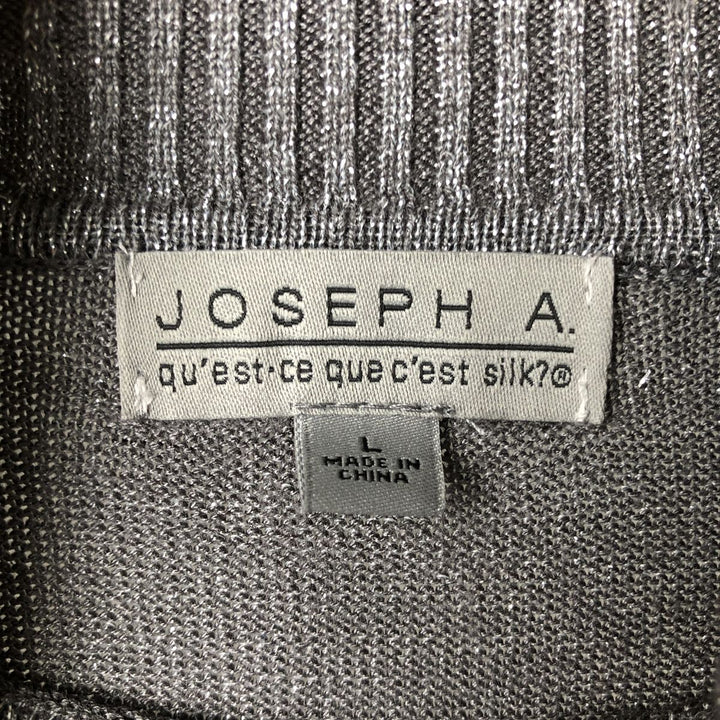 JOSEPH A.
qu'est-ce que c'est silk?®
L
MADE IN
CHINA